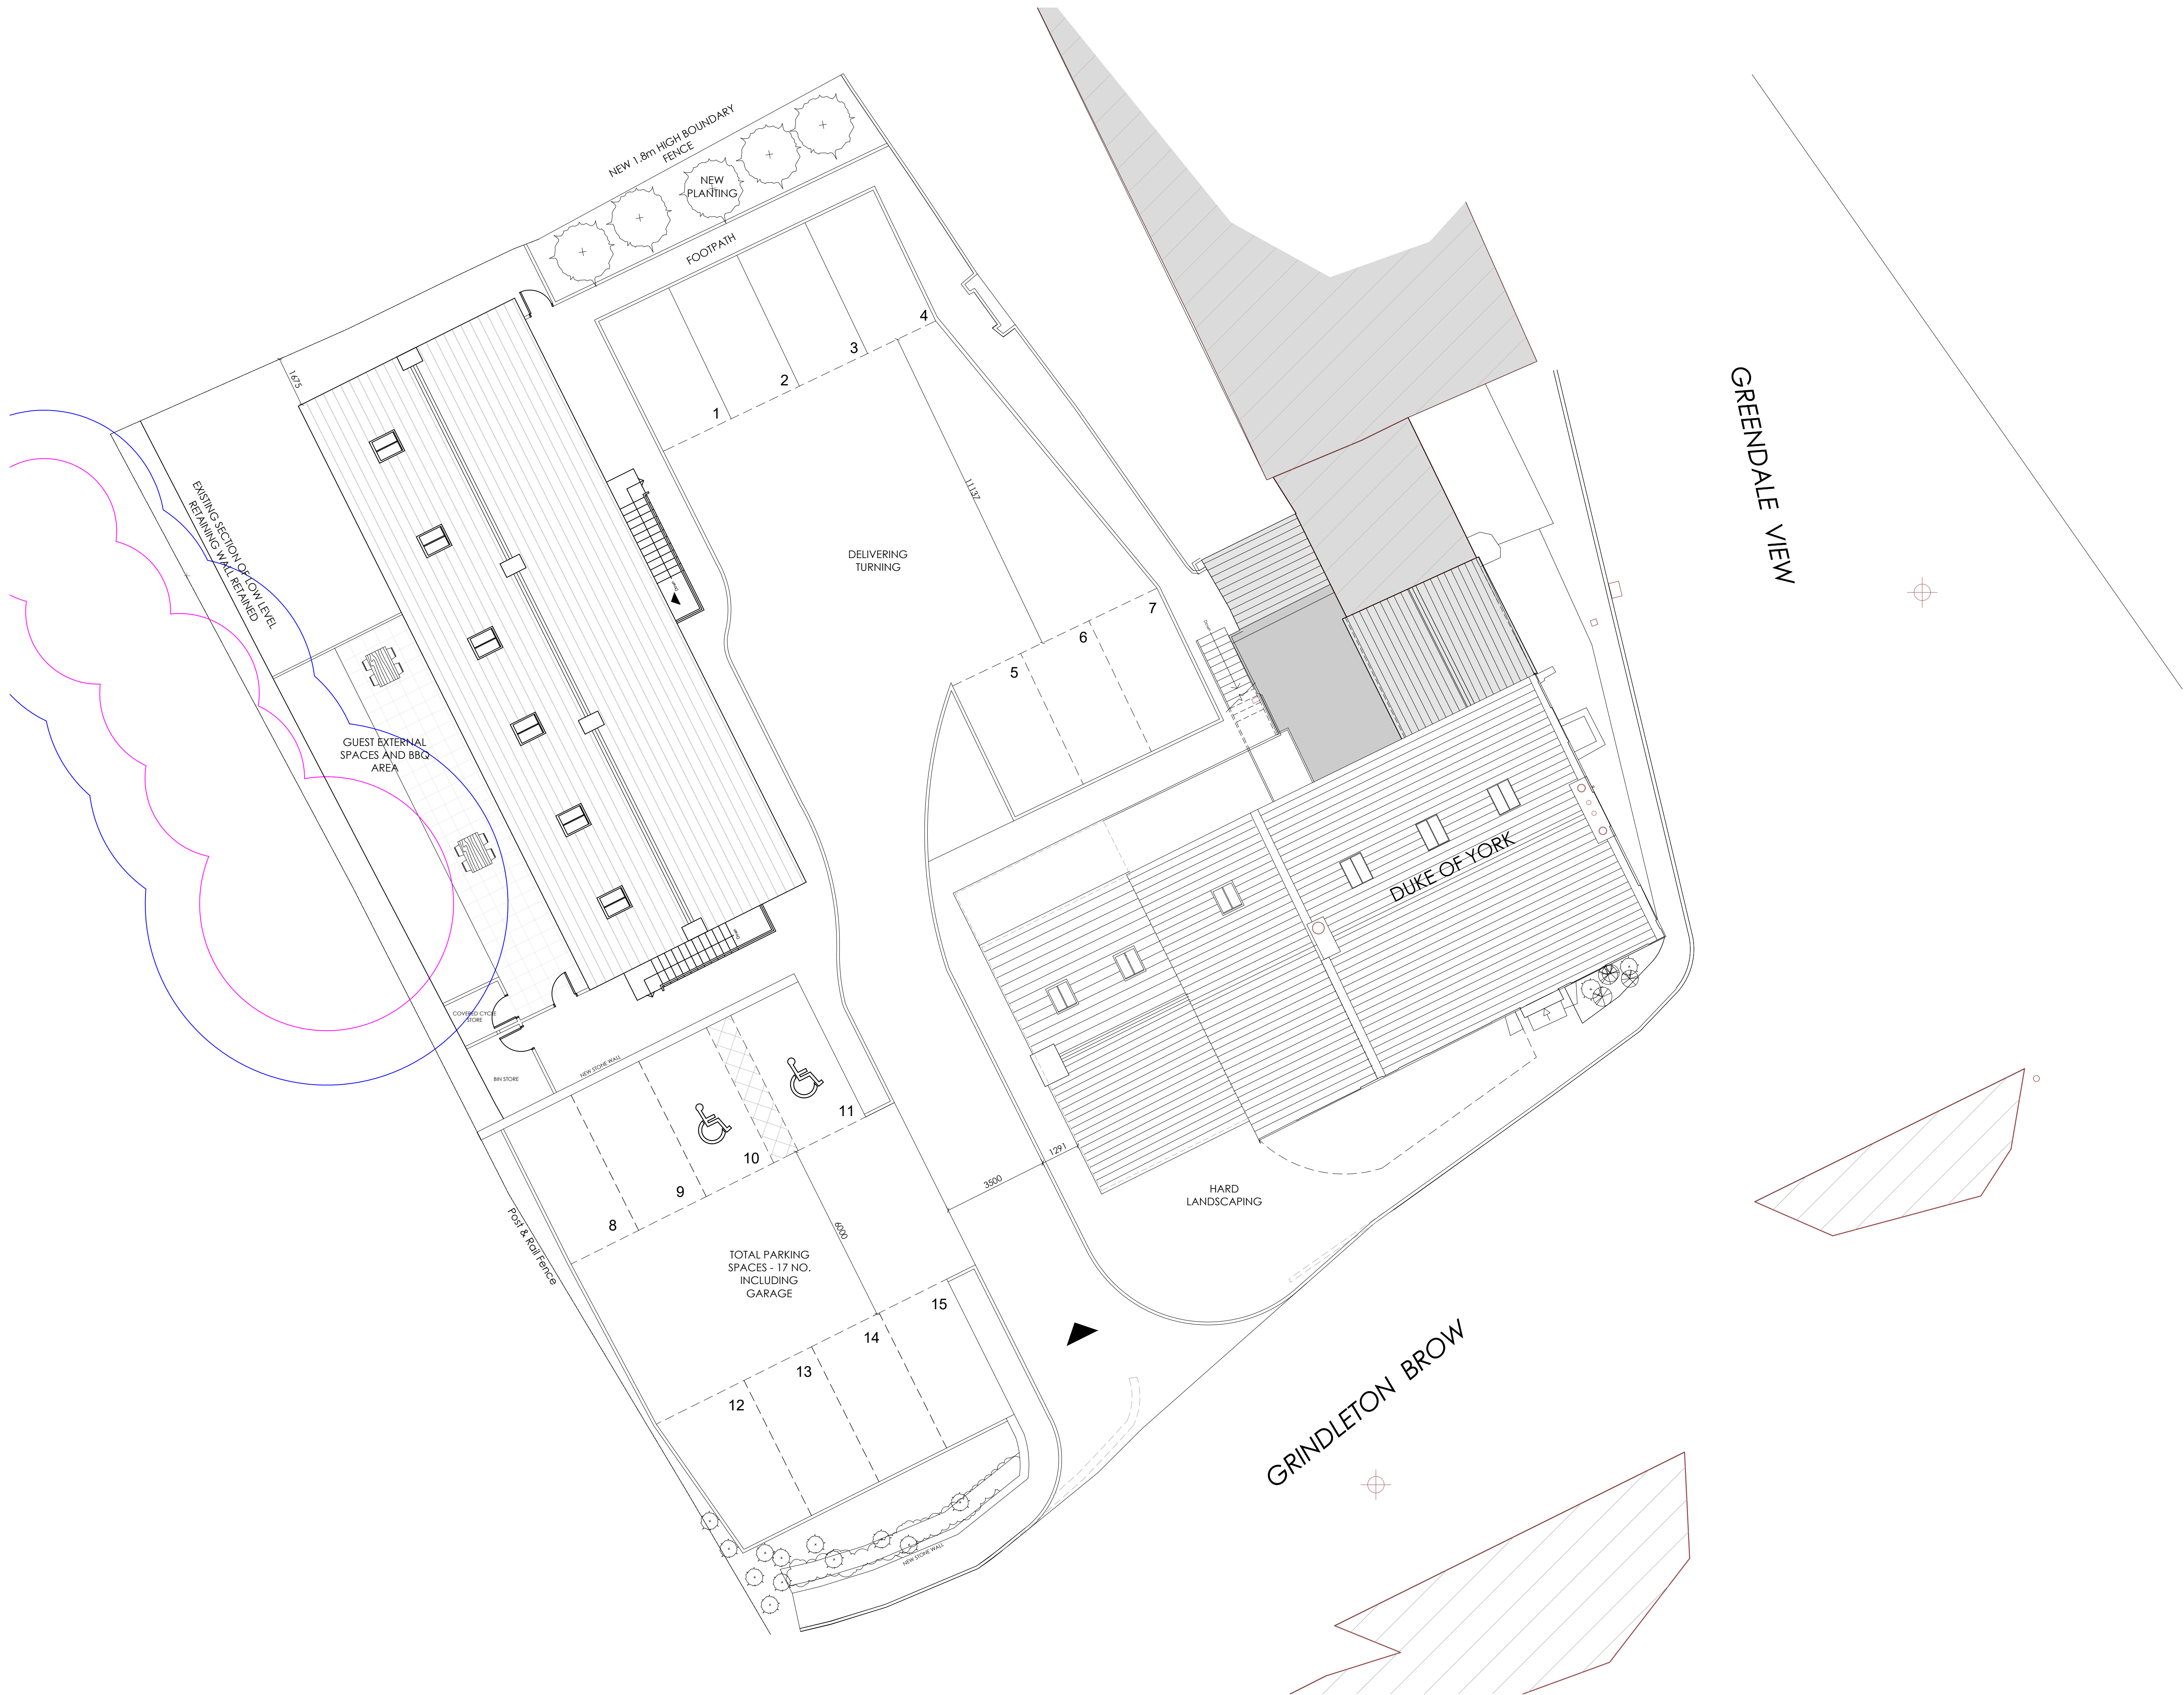 NEW 1.8m HIGH BOUNDARY
FENCE
NEW
PLANTING
FOOTPATH
1675
EXISTING SECTION OF LOW LEVEL
RETAINING WALL RETAINED
1
2
3
4
11137
DELIVERING
TURNING
GREENDALE VIEW
Down
Down
5
6
7
GUEST EXTERNAL
SPACES AND BBQ
AREA
DUKE OF YORK
Down
COVERED CYCLE
STORE
BIN STORE
NEW STONE WALL
8
9
10
11
1291
3500
HARD
LANDSCAPING
6000
Post & Rail Fence
TOTAL PARKING
SPACES - 17 NO.
INCLUDING
GARAGE
12
13
14
15
GRINDLETON BROW
NEW STONE WALL